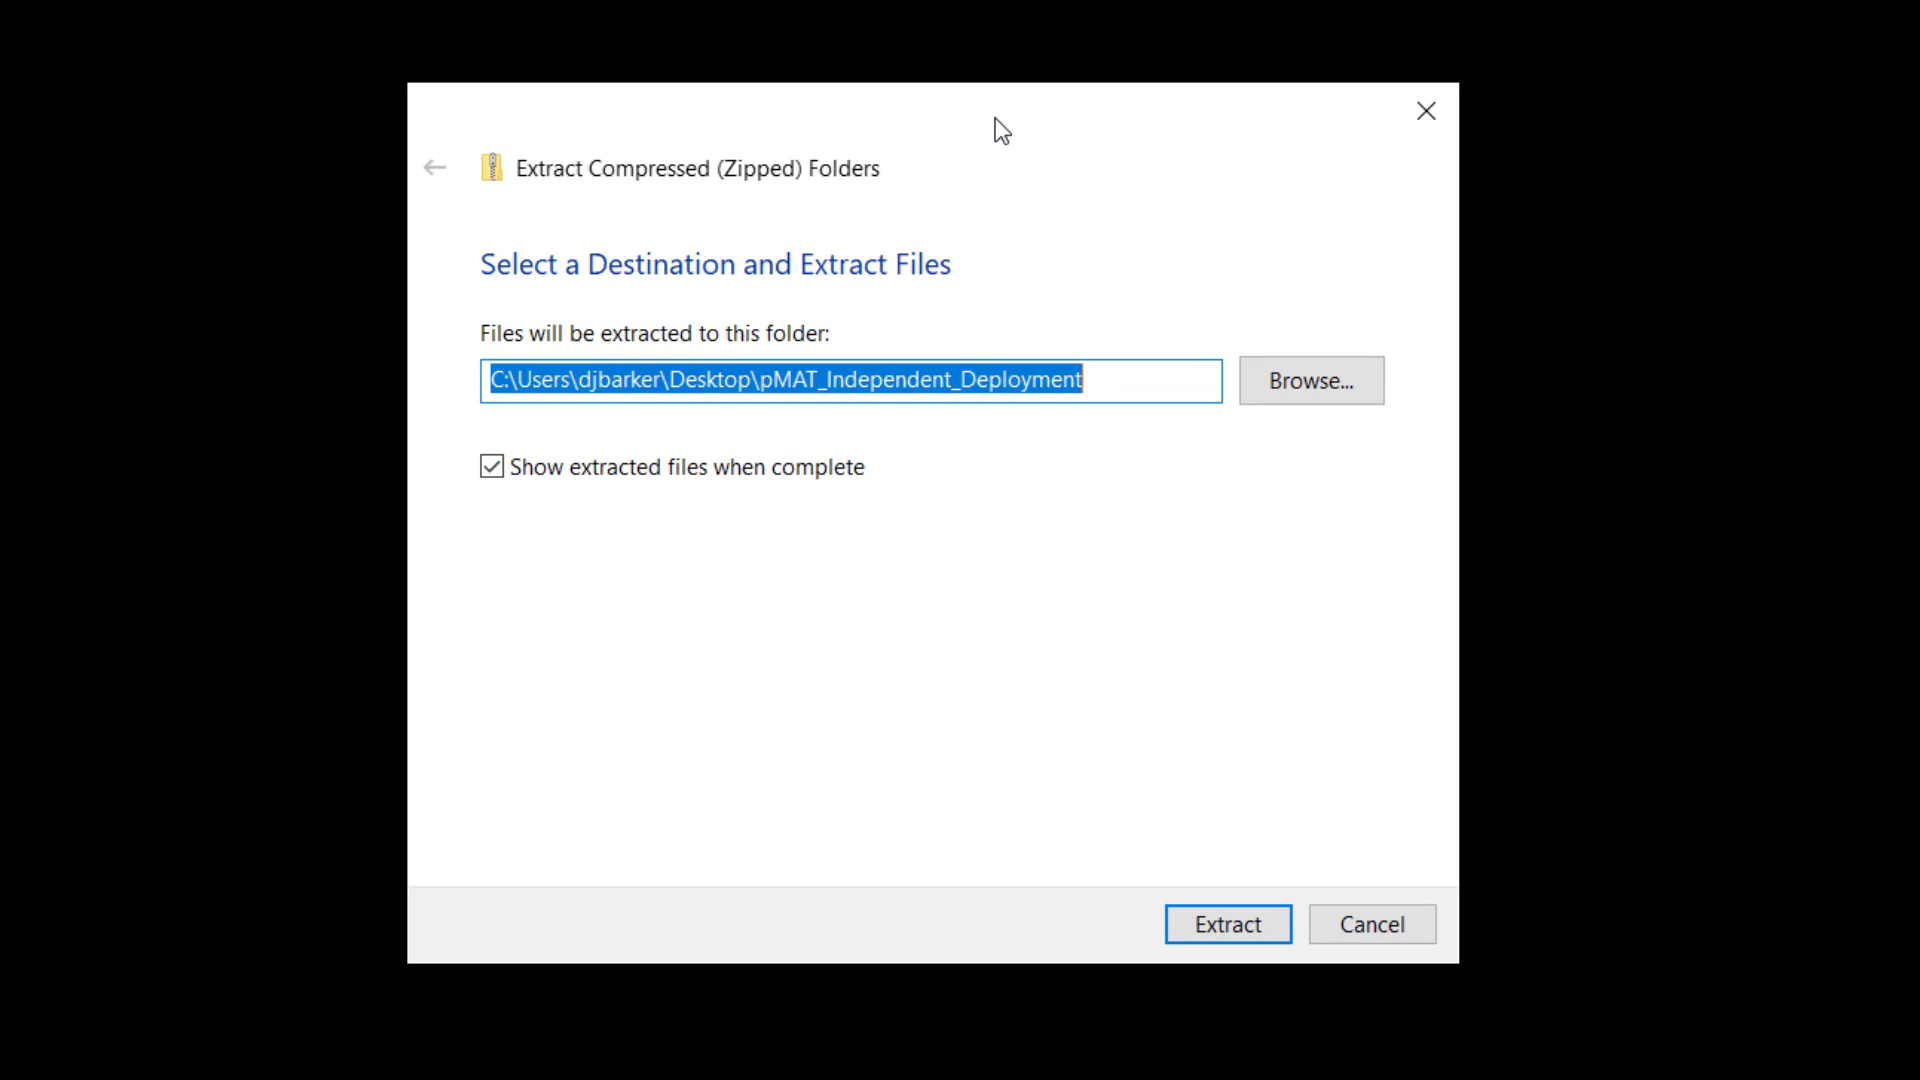 Extract Compressed (Zipped) Folders
Select a Destination and Extract Files
Files will be extracted to this folder:
C:\Users\djbarker\Desktop\pMAT_Independent_Deployment
Browse...
Show extracted files when complete
Extract
Cancel